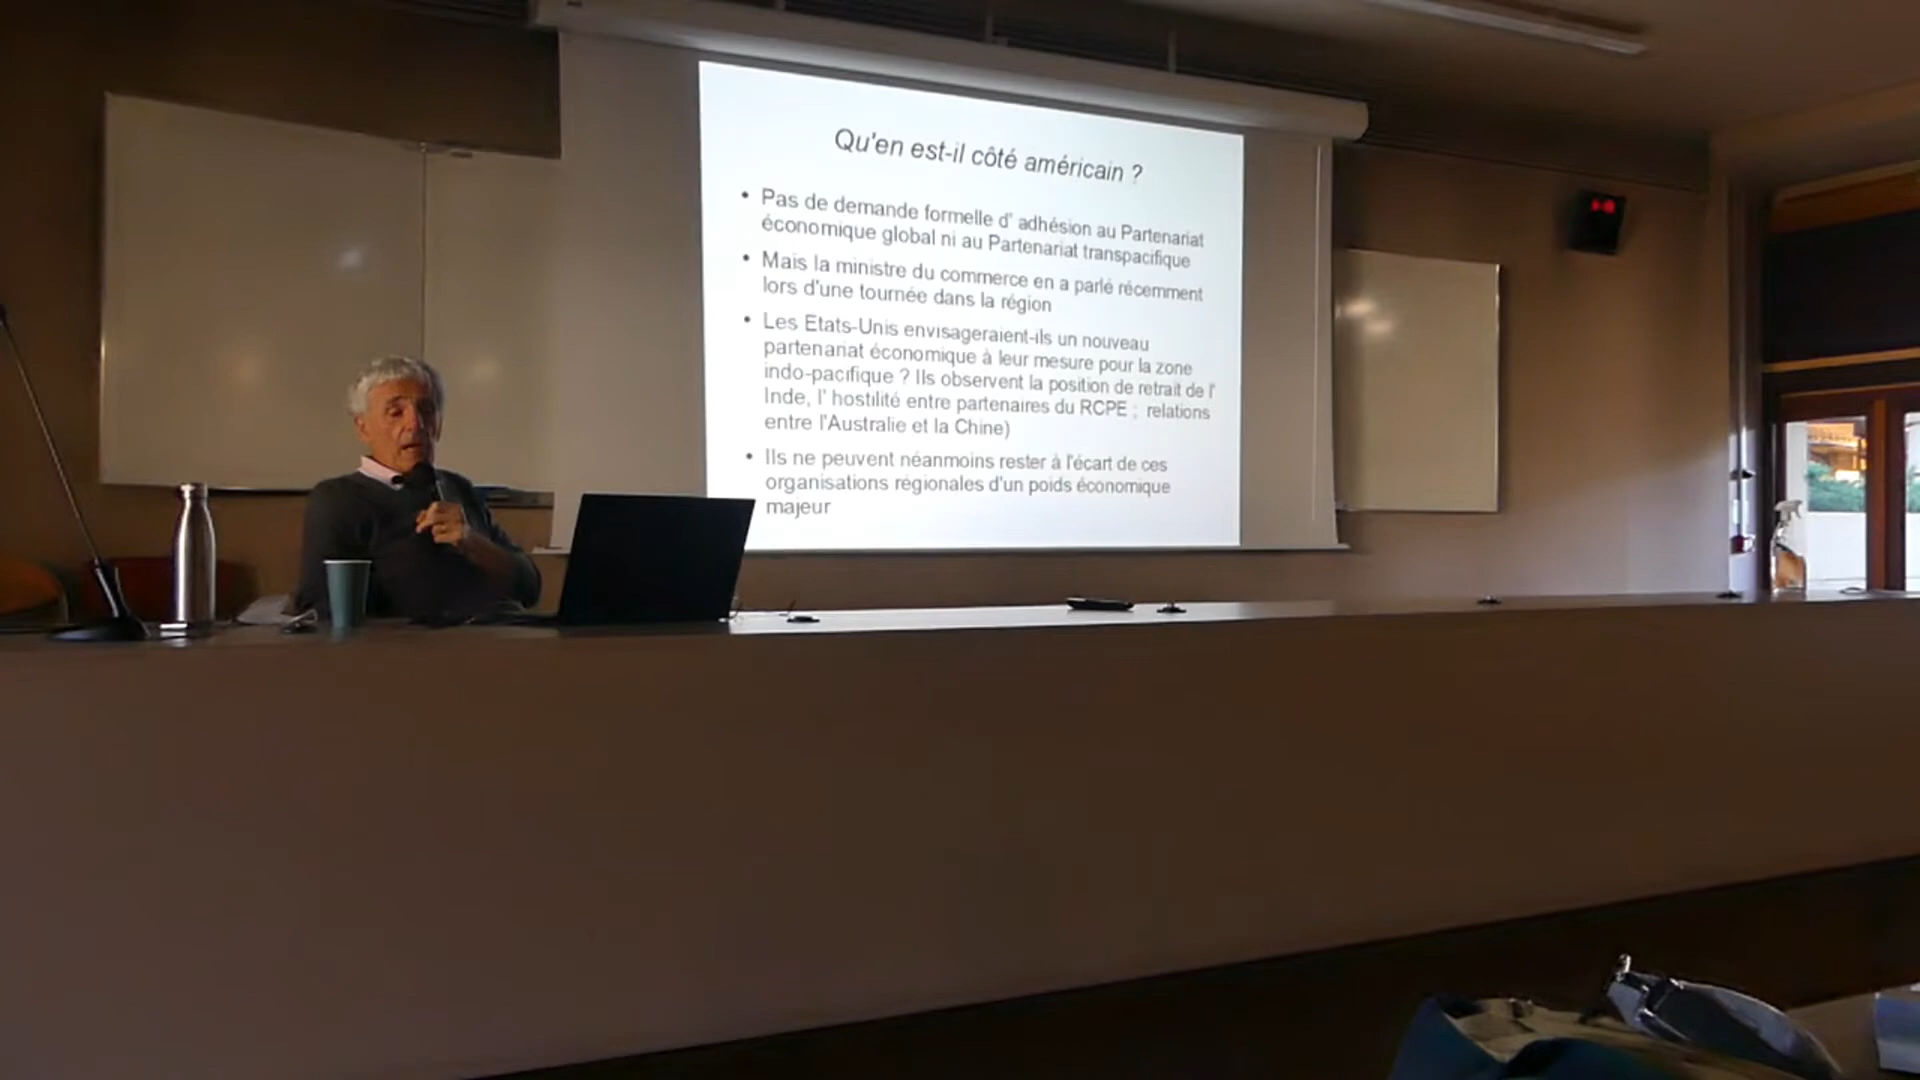 Qu'en est-il côté américain ?
• Pas de demande formelle d' adhésion au Partenariat
économique global ni au Partenariat transpacifique
• Mais la ministre du commerce en a parlé récemment
lors d'une tournée dans la région
• Les Etats-Unis envisageraient-ils un nouveau
partenariat économique à leur mesure pour la zone
indo-pacifique ? Ils observent la position de retrait de l'
Inde, l' hostilité entre partenaires du RCPE ; relations
entre l'Australie et la Chine)
• Ils ne peuvent néanmoins rester à l'écart de ces
organisations régionales d'un poids économique
majeur